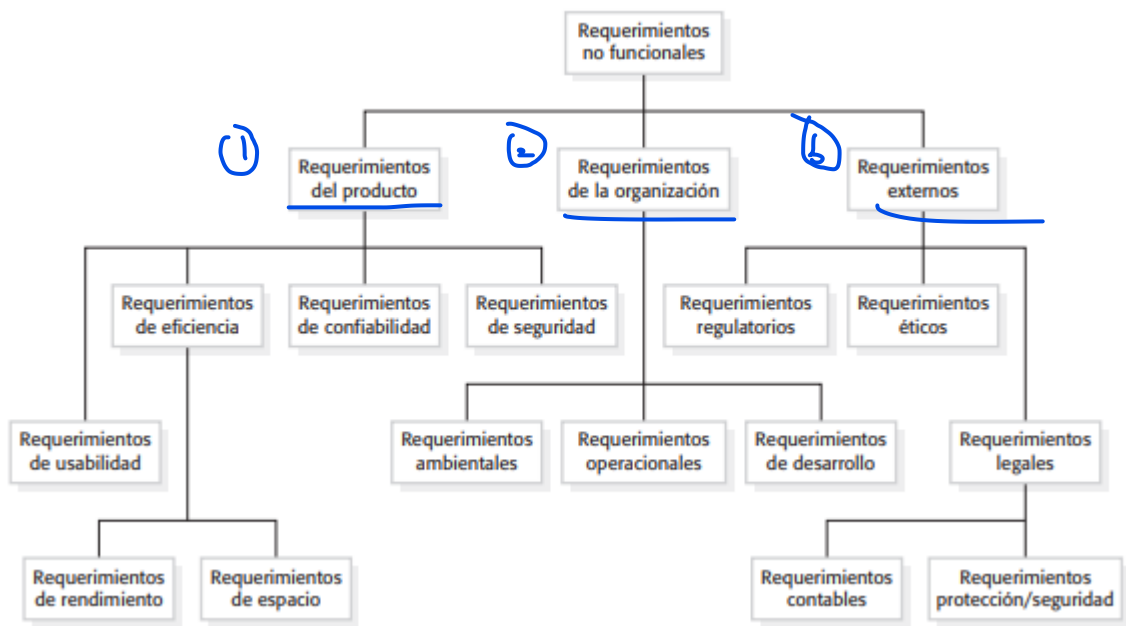 Requerimientos
no funcionales
1
Requerimientos
del producto
2
Requerimientos
de la organización
Requerimientos
externos
Requerimientos
de eficiencia
Requerimientos
de confiabilidad
Requerimientos
de seguridad
Requerimientos
regulatorios
Requerimientos
éticos
Requerimientos
de usabilidad
Requerimientos
ambientales
Requerimientos
operacionales
Requerimientos
de desarrollo
Requerimientos
legales
Requerimientos
de rendimiento
Requerimientos
de espacio
Requerimientos
contables
Requerimientos
protección/seguridad